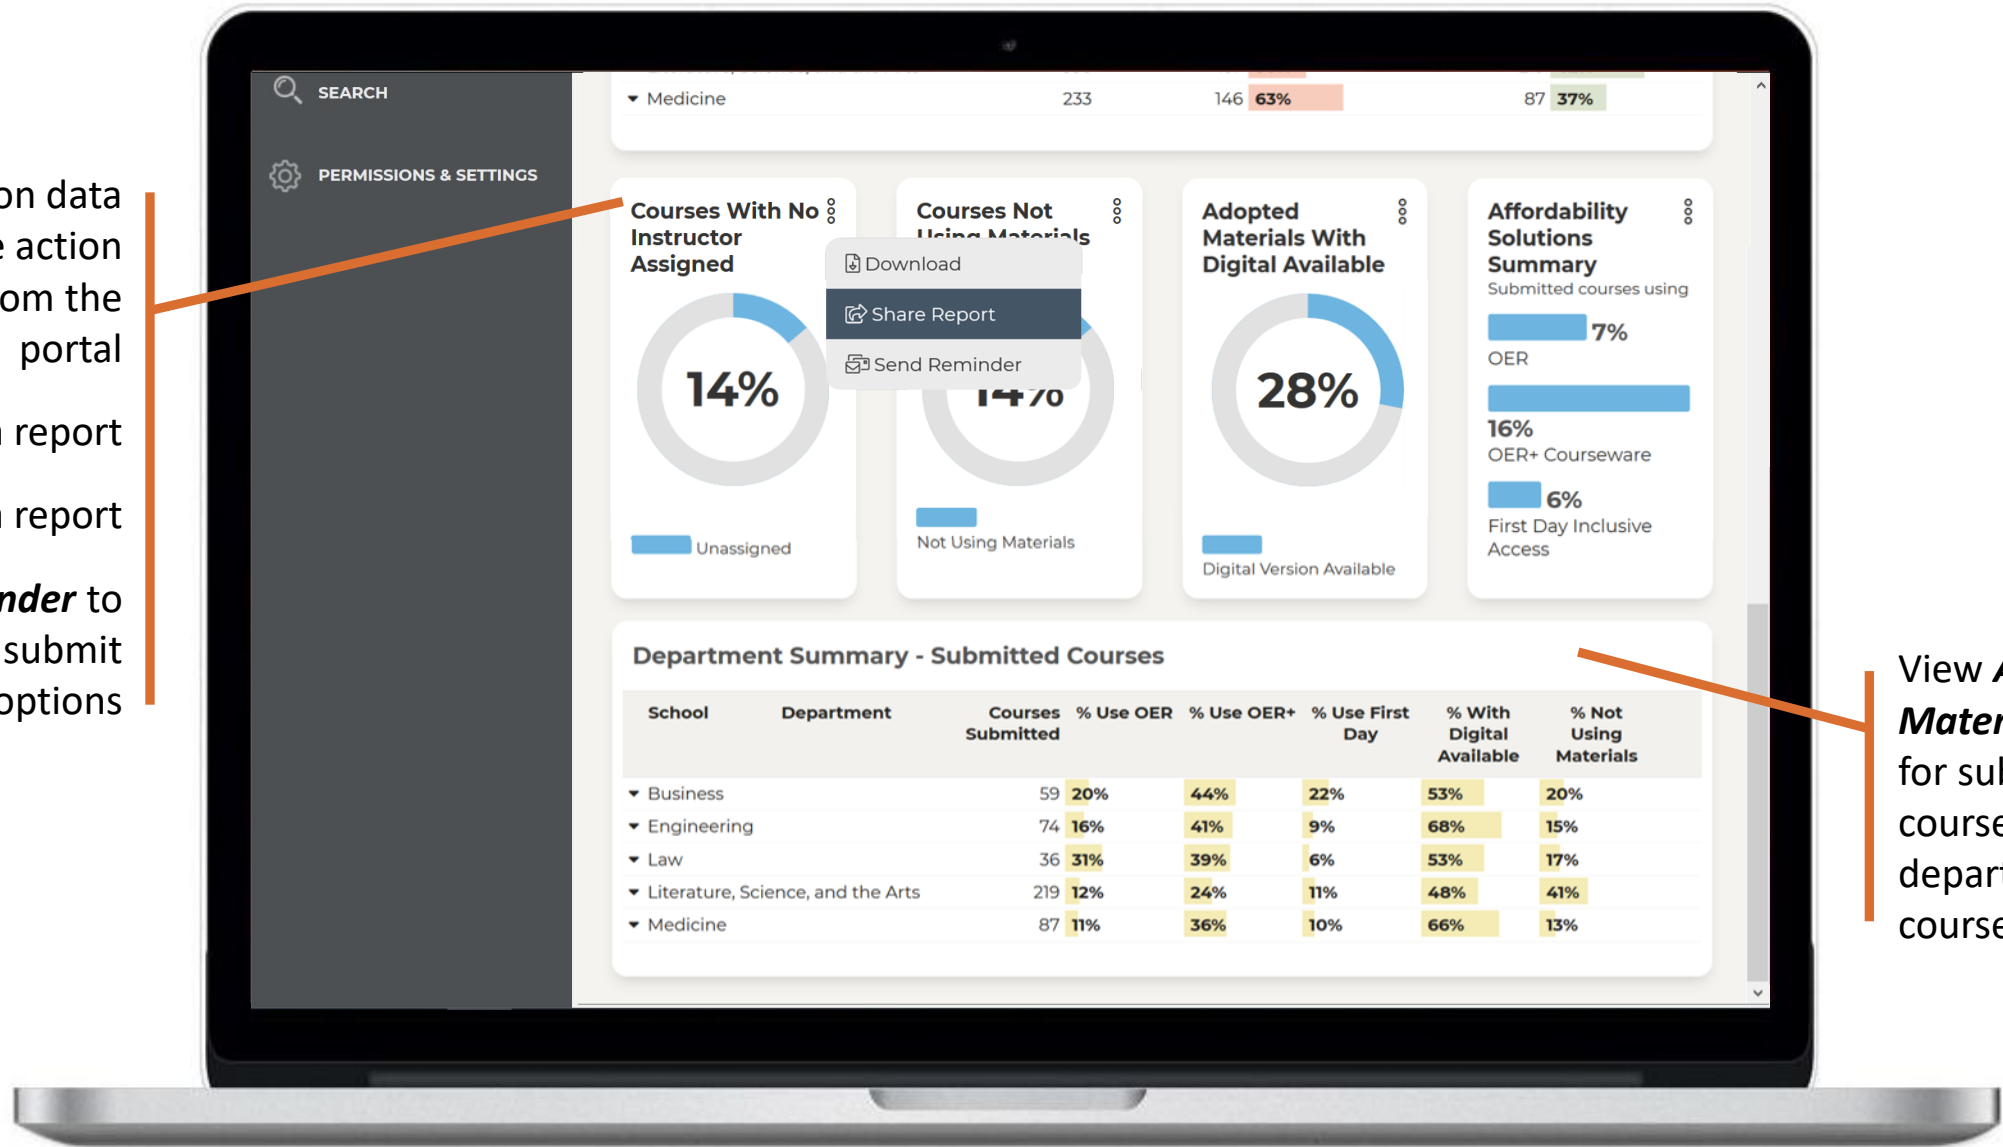 SEARCH
PERMISSIONS & SETTINGS
on data
action
om the
portal
report
report
nder to
submit
options
Medicine 233 146 63% 87 37%
Courses With No
Instructor
Assigned
14%
Unassigned
Download
Share Report
Send Reminder
Courses Not
Using Materials
14%
Not Using Materials
Adopted
Materials With
Digital Available
28%
Digital Version Available
Affordability
Solutions
Summary
Submitted courses using
7%
OER
16%
OER+ Courseware
6%
First Day Inclusive
Access
Department Summary - Submitted Courses
School Department Courses Submitted % Use OER % Use OER+ % Use First Day % With Digital Available % Not Using Materials
Business 59 20% 44% 22% 53% 20%
Engineering 74 16% 41% 9% 68% 15%
Law 36 31% 39% 6% 53% 17%
Literature, Science, and the Arts 219 12% 24% 11% 48% 41%
Medicine 87 11% 36% 10% 66% 13%
View
Mater
for su
course
depart
course